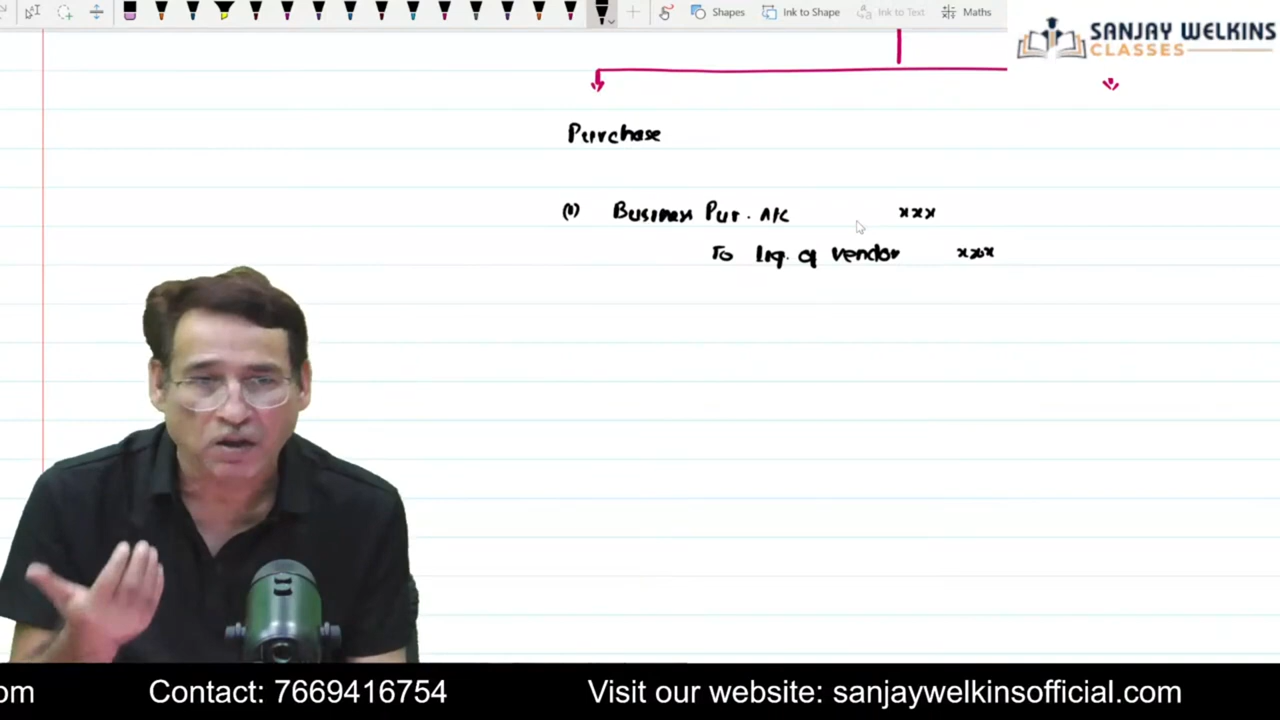 Shapes
Ink to Shape
Ink to Text
Maths
SANJAY WELKINS
CLASSES
Purchase
(1) Business Pur. A/c xxx
To Liq. of vendor xxx
om Contact: 7669416754 Visit our website: sanjaywelkinsofficial.com